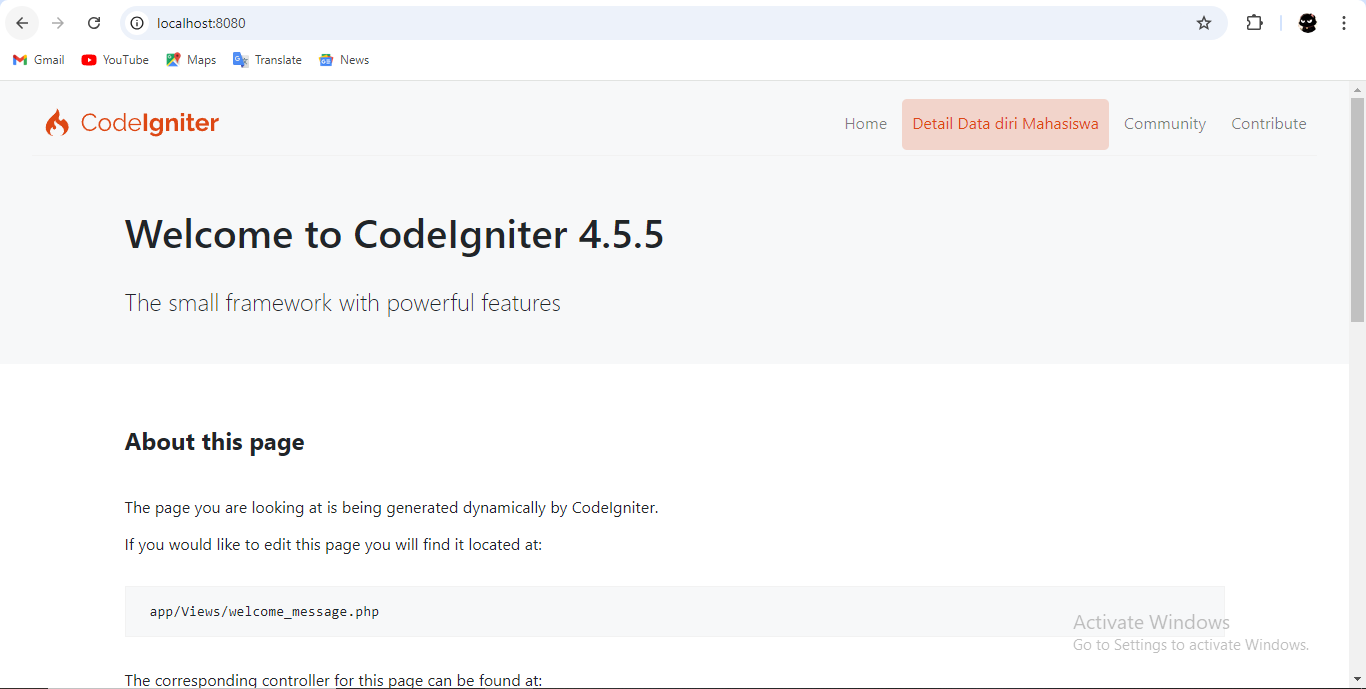 localhost:8080
Gmail YouTube Maps Translate News
CodeIgniter Home Detail Data diri Mahasiswa Community Contribute
Welcome to CodeIgniter 4.5.5
The small framework with powerful features
About this page
The page you are looking at is being generated dynamically by CodeIgniter.
If you would like to edit this page you will find it located at:
app/Views/welcome_message.php
Activate Windows
Go to Settings to activate Windows.
The corresponding controller for this page can be found at: